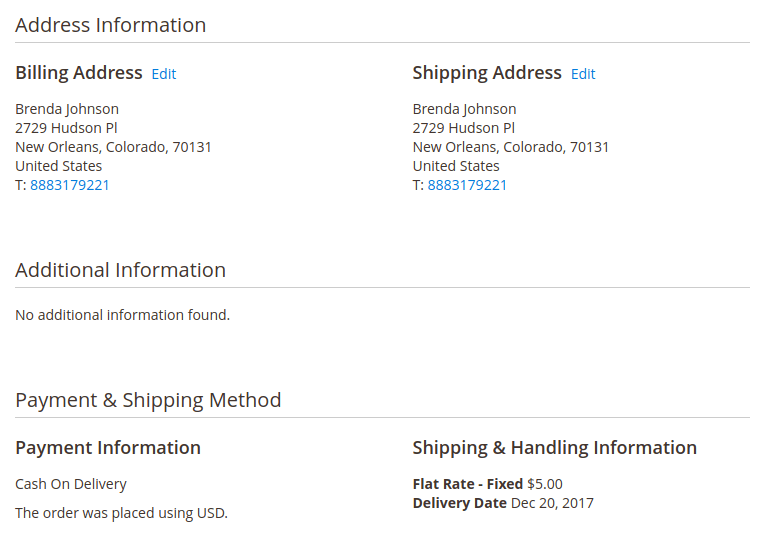 Address Information
Billing Address Edit
Brenda Johnson
2729 Hudson Pl
New Orleans, Colorado, 70131
United States
T: 8883179221
Shipping Address Edit
Brenda Johnson
2729 Hudson Pl
New Orleans, Colorado, 70131
United States
T: 8883179221
Additional Information
No additional information found.
Payment & Shipping Method
Payment Information
Cash On Delivery
The order was placed using USD.
Shipping & Handling Information
Flat Rate - Fixed $5.00
Delivery Date Dec 20, 2017